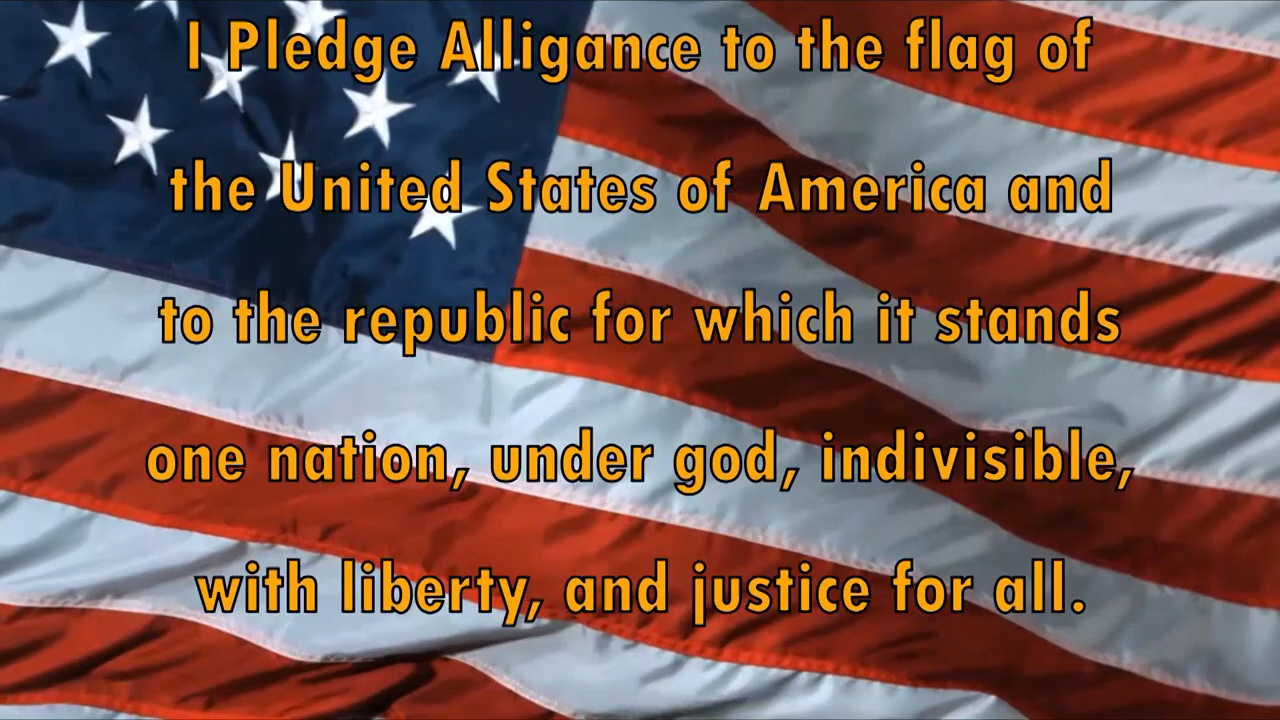 I Pledge Alligance to the flag of
the United States of America and
to the republic for which it stands
one nation, under god, indivisible,
with liberty, and justice for all.